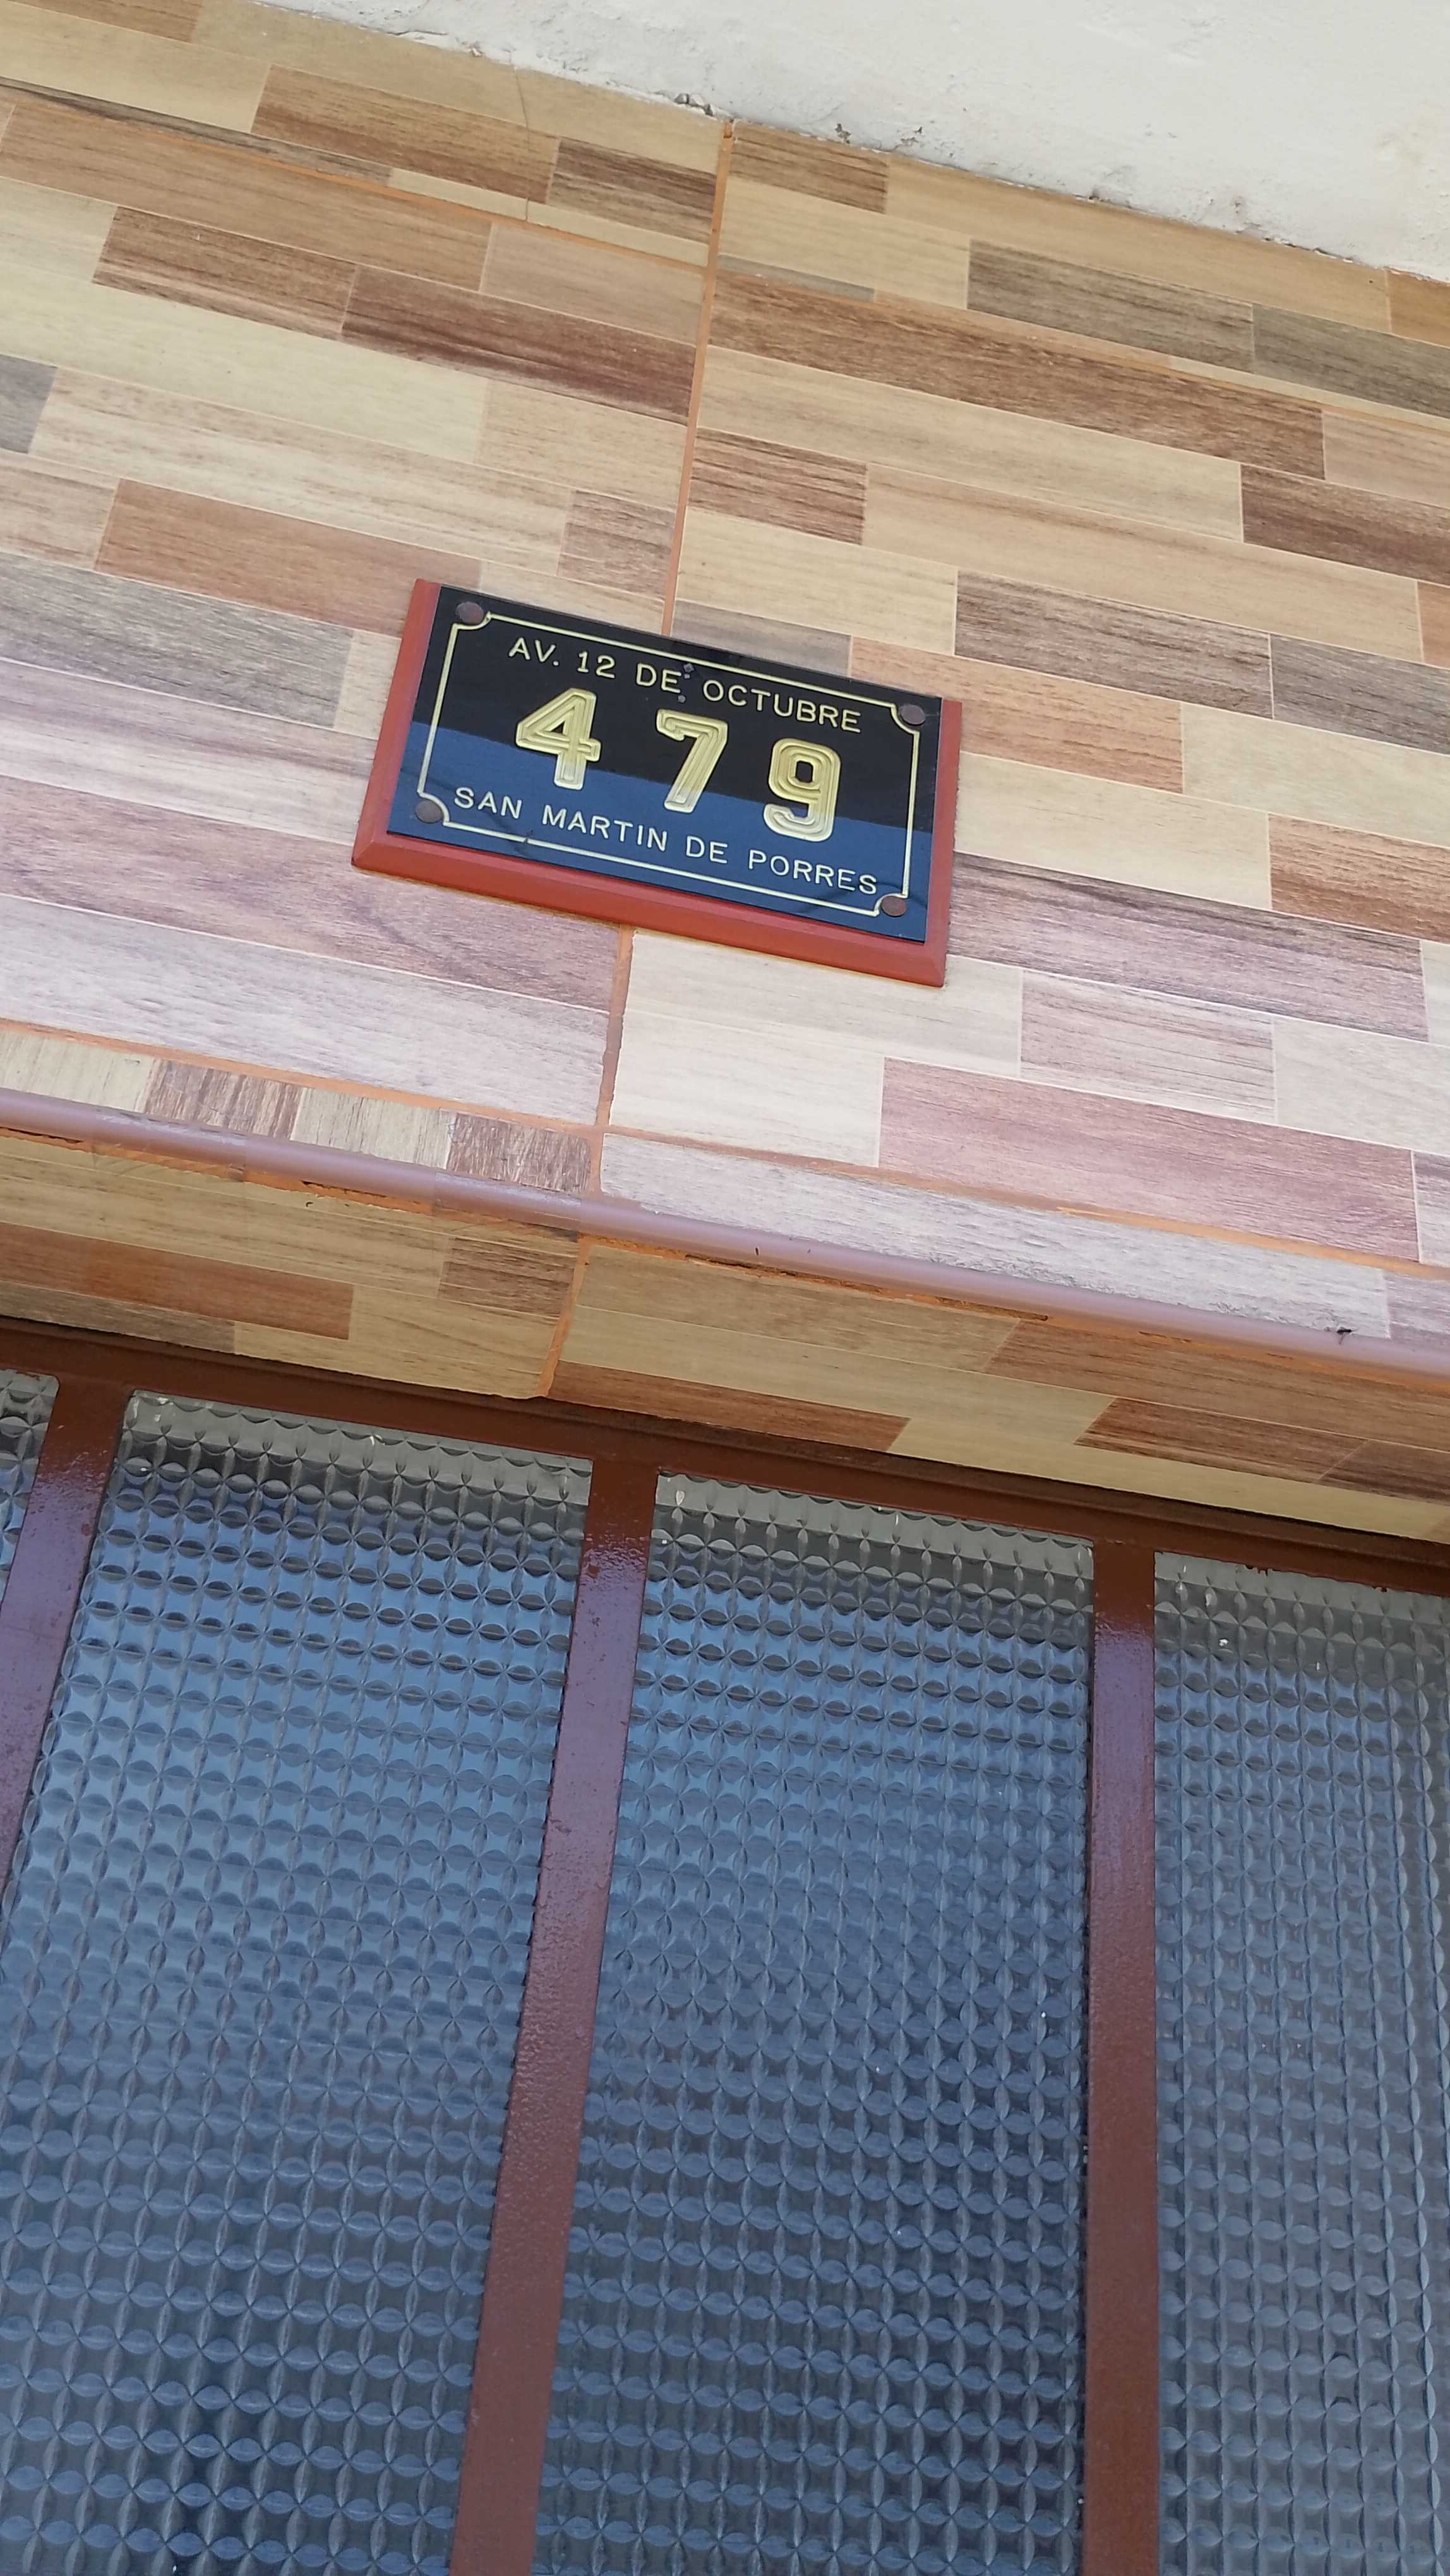 AV. 12 DE OCTUBRE
479
SAN MARTIN DE PORRES